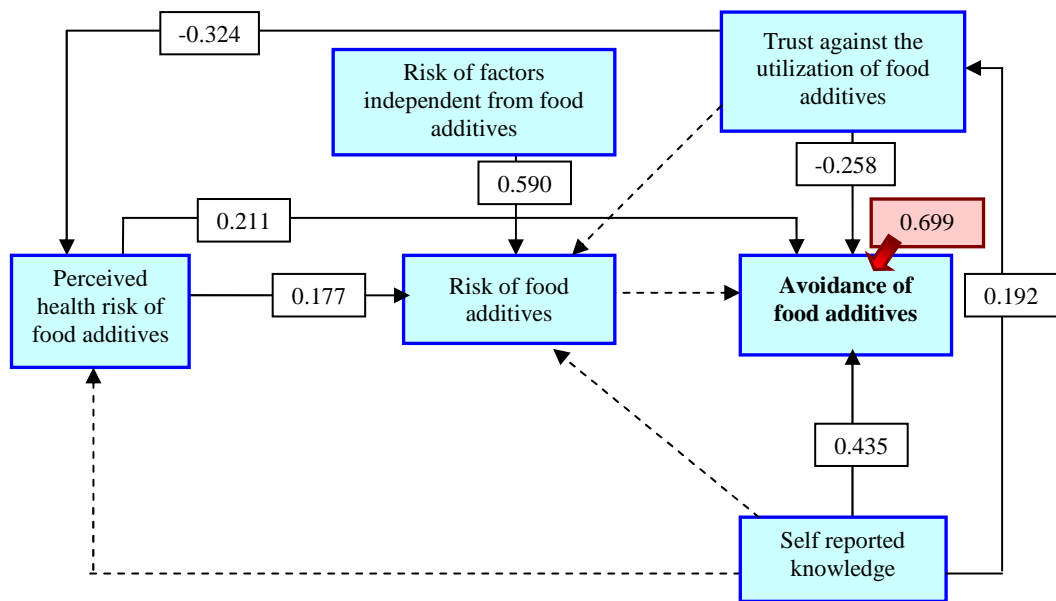 -0.324
Trust against the
utilization of food
additives
Risk of factors
independent from food
additives
-0.258
0.590
0.211
0.699
Perceived
health risk of
food additives
0.177
Risk of food
additives
Avoidance of
food additives
0.192
0.435
Self reported
knowledge